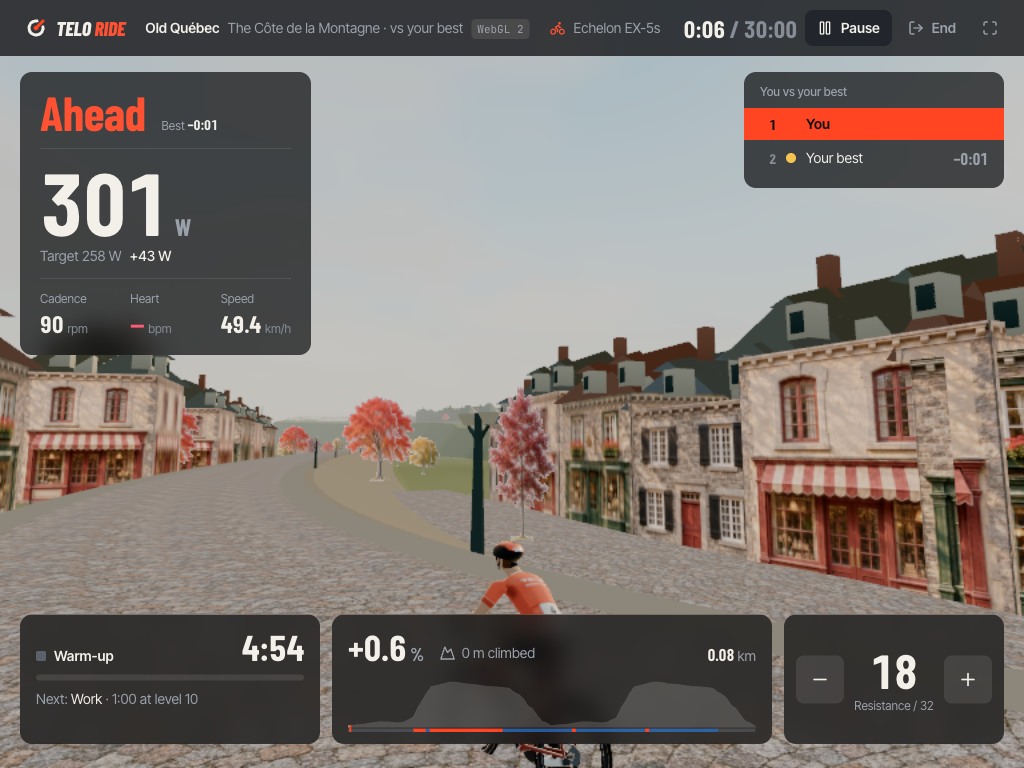 TELO RIDE Old Québec The Côte de la Montagne · vs your best WebGL 2 Echelon EX-5s 0:06 / 30:00 Pause End
Ahead Best −0:01
301 W
Target 258 W +43 W
Cadence Heart Speed
90 rpm – bpm 49.4 km/h
You vs your best
1 You
2 Your best −0:01
Warm-up 4:54
Next: Work · 1:00 at level 10
+0.6 % 0 m climbed 0.08 km
− 18 +
Resistance / 32